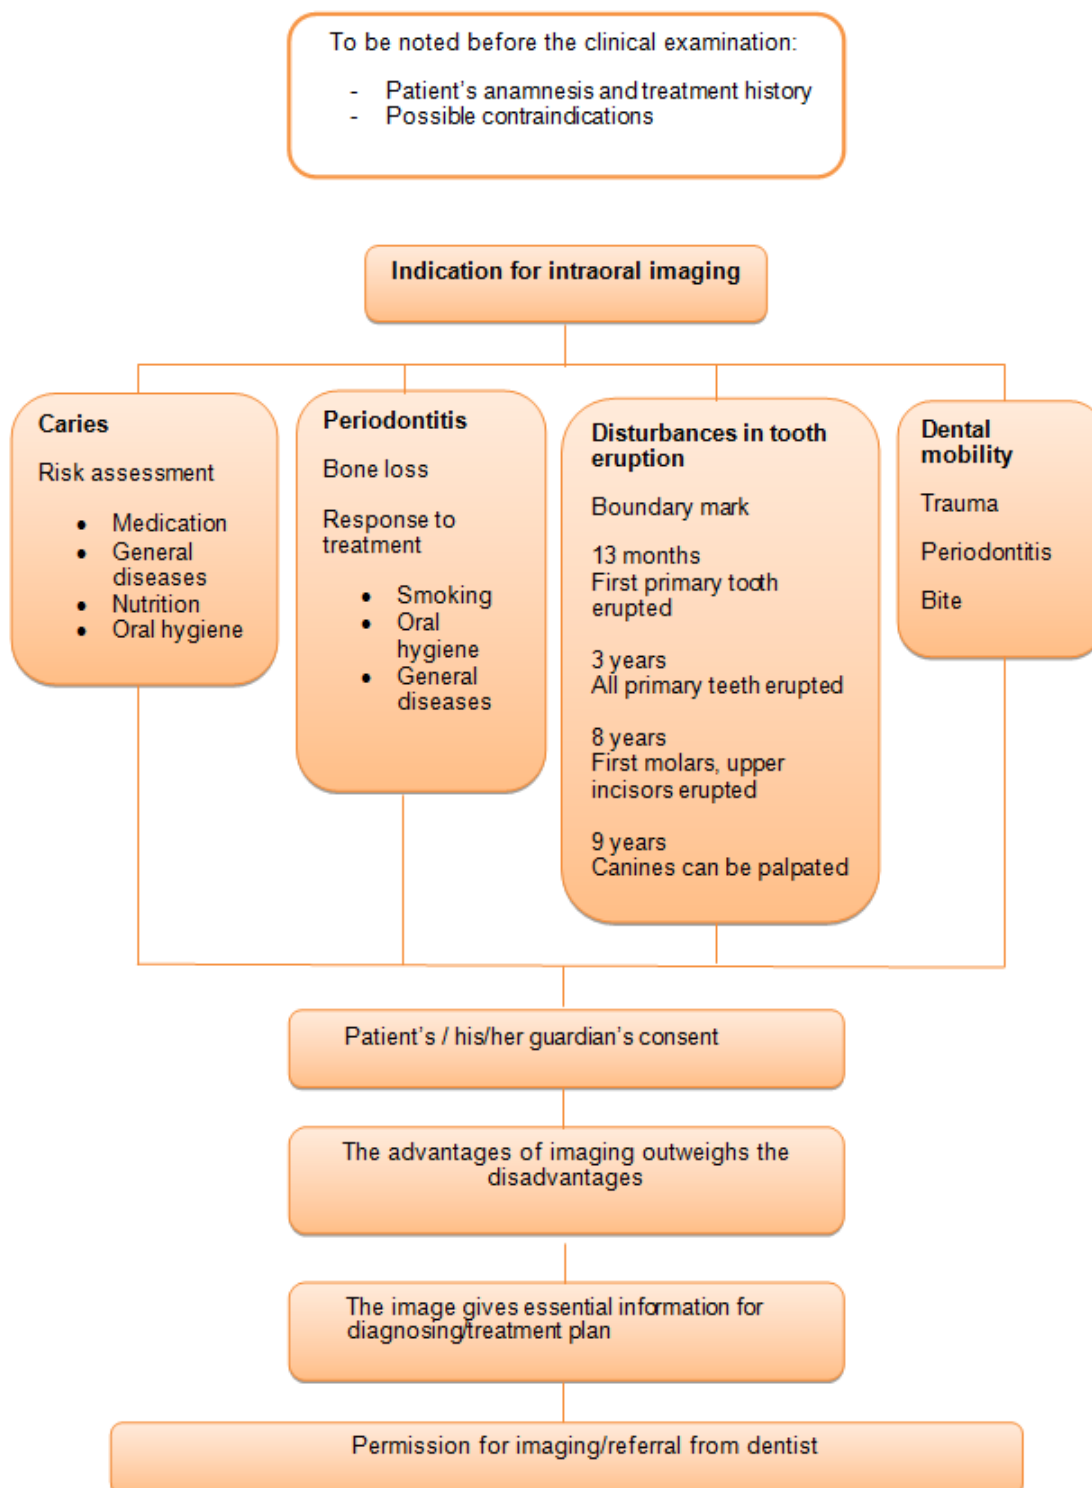 To be noted before the clinical examination:
- Patient's anamnesis and treatment history
- Possible contraindications
Indication for intraoral imaging
Caries
Risk assessment
• Medication
• General
diseases
• Nutrition
• Oral hygiene
Periodontitis
Bone loss
Response to
treatment
• Smoking
• Oral
hygiene
• General
diseases
Disturbances in tooth
eruption
Boundary mark
13 months
First primary tooth
erupted
3 years
All primary teeth erupted
8 years
First molars, upper
incisors erupted
9 years
Canines can be palpated
Dental
mobility
Trauma
Periodontitis
Bite
Patient's / his/her guardian's consent
The advantages of imaging outweighs the
disadvantages
The image gives essential information for
diagnosing/treatment plan
Permission for imaging/referral from dentist